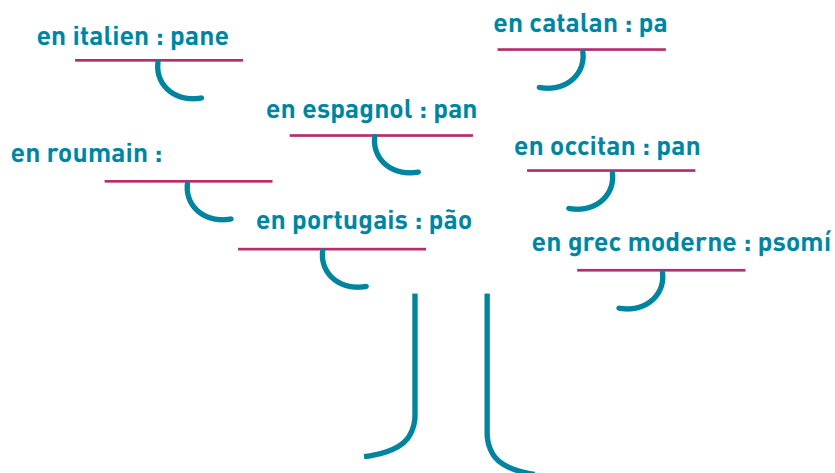 en italien : pane
en catalan : pa
en espagnol : pan
en roumain :
en occitan : pan
en portugais : pão
en grec moderne : psomí